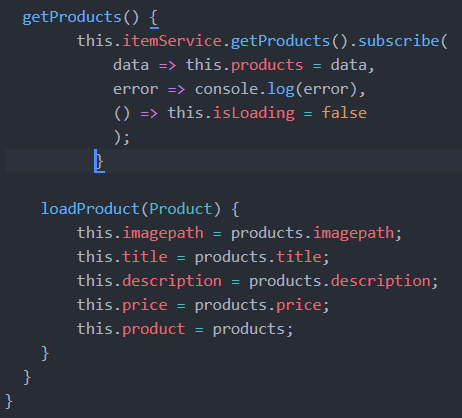 getProducts() {
this.itemService.getProducts().subscribe(
data => this.products = data,
error => console.log(error),
() => this.isLoading = false
);
}
loadProduct(Product) {
this.imagepath = products.imagepath;
this.title = products.title;
this.description = products.description;
this.price = products.price;
this.product = products;
}
}
}